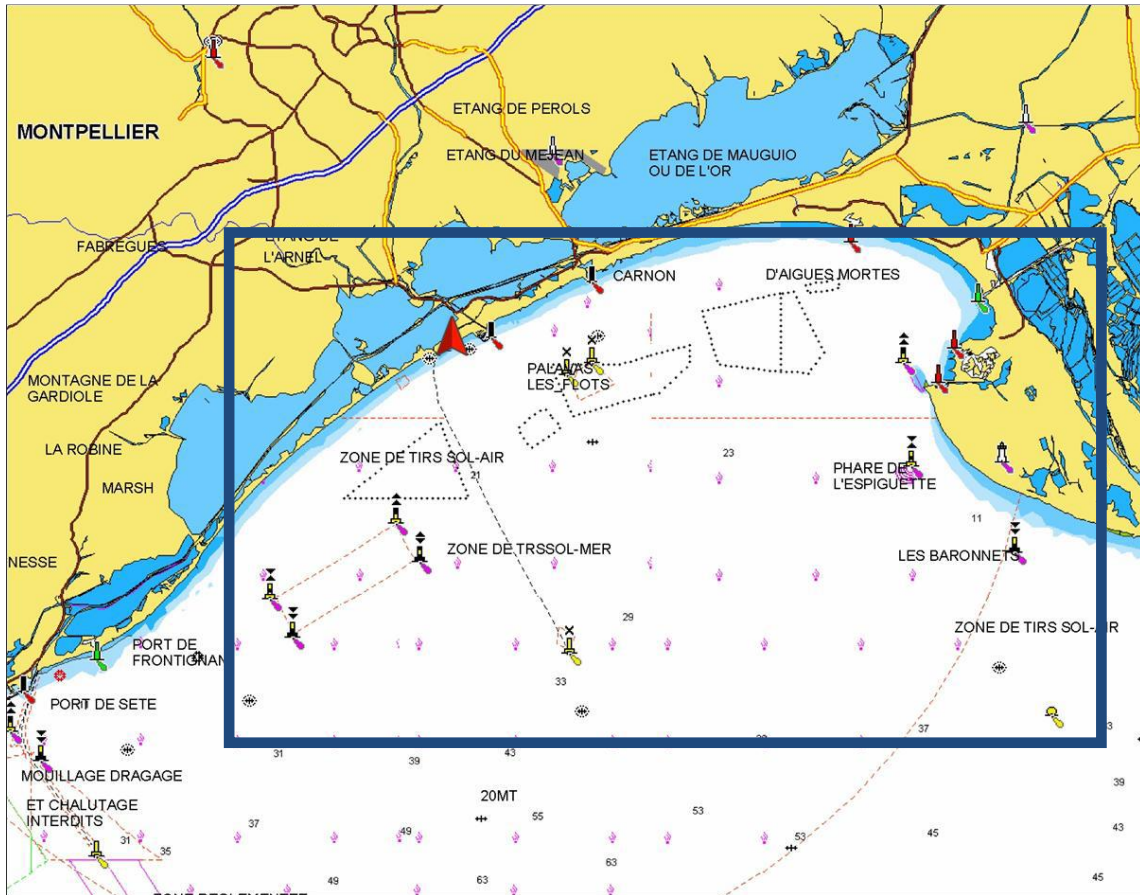 ETANG DE PEROLS
MONTPELLIER
ETANG DU MEJEAN
ETANG DE MAUGUIO
OU DE L'OR
FABREGUES
ETANG DE
L'ARNEL
CARNON
D'AIGUES MORTES
PALAVAS
LES_FLOTS
MONTAGNE DE LA
GARDIOLE
LA ROBINE
MARSH
ZONE DE TIRS SOL-AIR
21
23
PHARE DE
L'ESPIGUETTE
11
NESSE
ZONE DE TRSSOL-MER
LES BARONNETS
29
ZONE DE TIRS SOL-AIR
PORT DE
FRONTIGNAN
33
PORT DE SETE
37
31
39
43
MOUILLAGE DRAGAGE
39
20MT
ET CHALUTAGE
INTERDITS
37
49
55
53
53
45
43
31
35
49
63
63
45